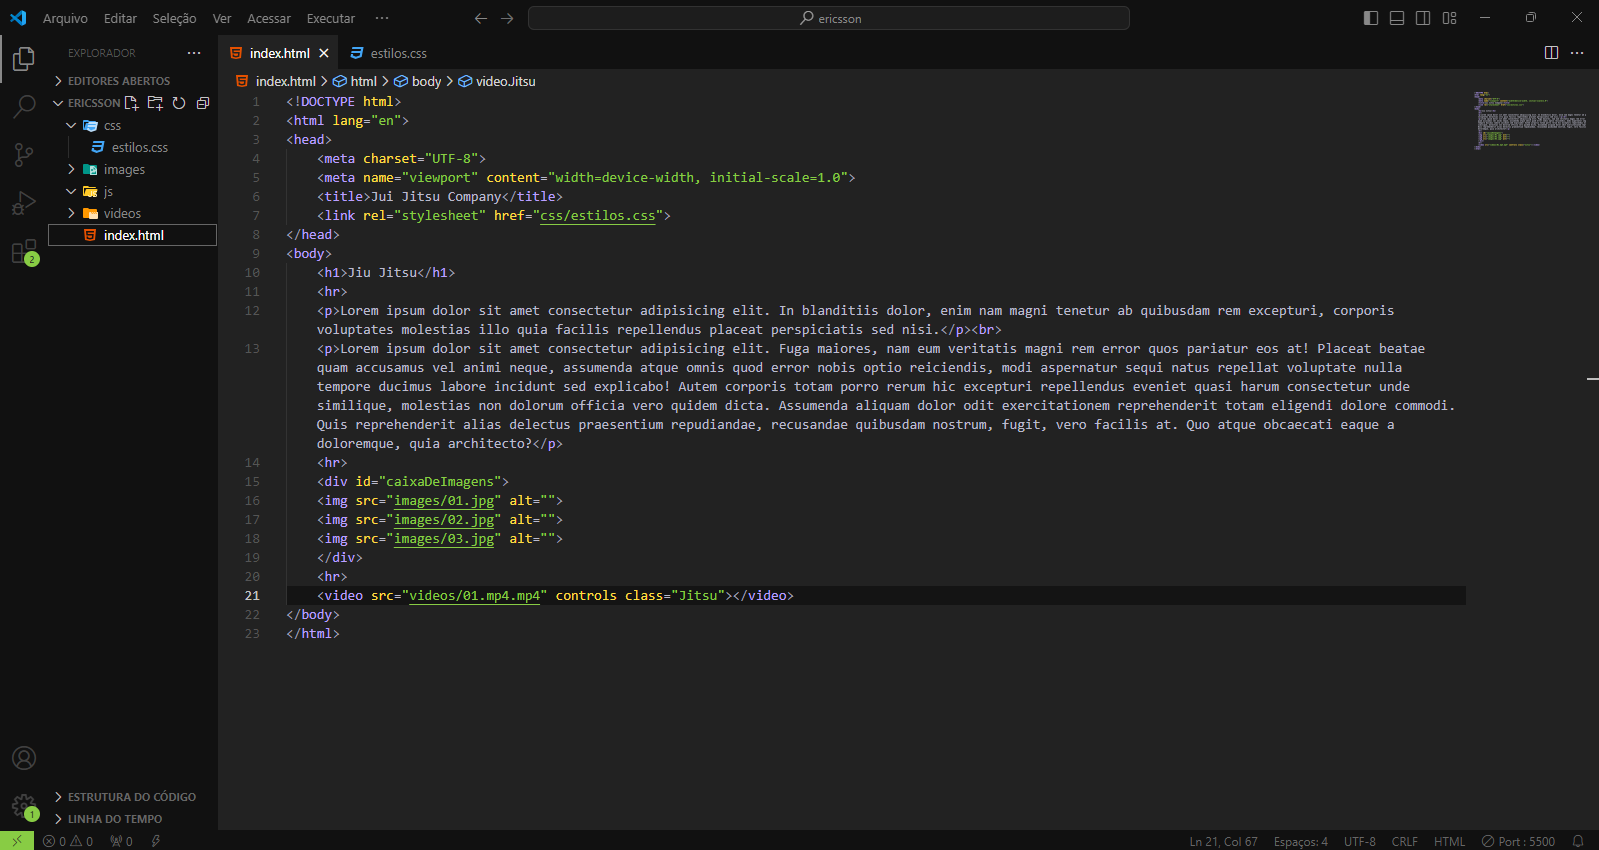 Arquivo Editar Seleção Ver Acessar Executar ··· ericsson
EXPLORADOR ···
EDITORES ABERTOS
ERICSSON
css
estilos.css
images
js
videos
index.html
2
1
ESTRUTURA DO CÓDIGO
LINHA DO TEMPO
index.html estilos.css ···
index.html > html > body > video.Jitsu
1 <!DOCTYPE html>
2 <html lang="en">
3 <head>
4 <meta charset="UTF-8">
5 <meta name="viewport" content="width=device-width, initial-scale=1.0">
6 <title>Jui Jitsu Company</title>
7 <link rel="stylesheet" href="css/estilos.css">
8 </head>
9 <body>
10 <h1>Jiu Jitsu</h1>
11 <hr>
12 <p>Lorem ipsum dolor sit amet consectetur adipisicing elit. In blanditiis dolor, enim nam magni tenetur ab quibusdam rem excepturi, corporis
voluptates molestias illo quia facilis repellendus placeat perspiciatis sed nisi.</p><br>
13 <p>Lorem ipsum dolor sit amet consectetur adipisicing elit. Fuga maiores, nam eum veritatis magni rem error quos pariatur eos at! Placeat beatae
quam accusamus vel animi neque, assumenda atque omnis quod error nobis optio reiciendis, modi aspernatur sequi natus repellat voluptate nulla
tempore ducimus labore incidunt sed explicabo! Autem corporis totam porro rerum hic excepturi repellendus eveniet quasi harum consectetur unde
similique, molestias non dolorum officia vero quidem dicta. Assumenda aliquam dolor odit exercitationem reprehenderit totam eligendi dolore commodi.
Quis reprehenderit alias delectus praesentium repudiandae, recusandae quibusdam nostrum, fugit, vero facilis at. Quo atque obcaecati eaque a
doloremque, quia architecto?</p>
14 <hr>
15 <div id="caixaDeImagens">
16 <img src="images/01.jpg" alt="">
17 <img src="images/02.jpg" alt="">
18 <img src="images/03.jpg" alt="">
19 </div>
20 <hr>
21 <video src="videos/01.mp4.mp4" controls class="Jitsu"></video>
22 </body>
23 </html>
0 0 0 Ln 21, Col 67 Espaços: 4 UTF-8 CRLF HTML Port : 5500